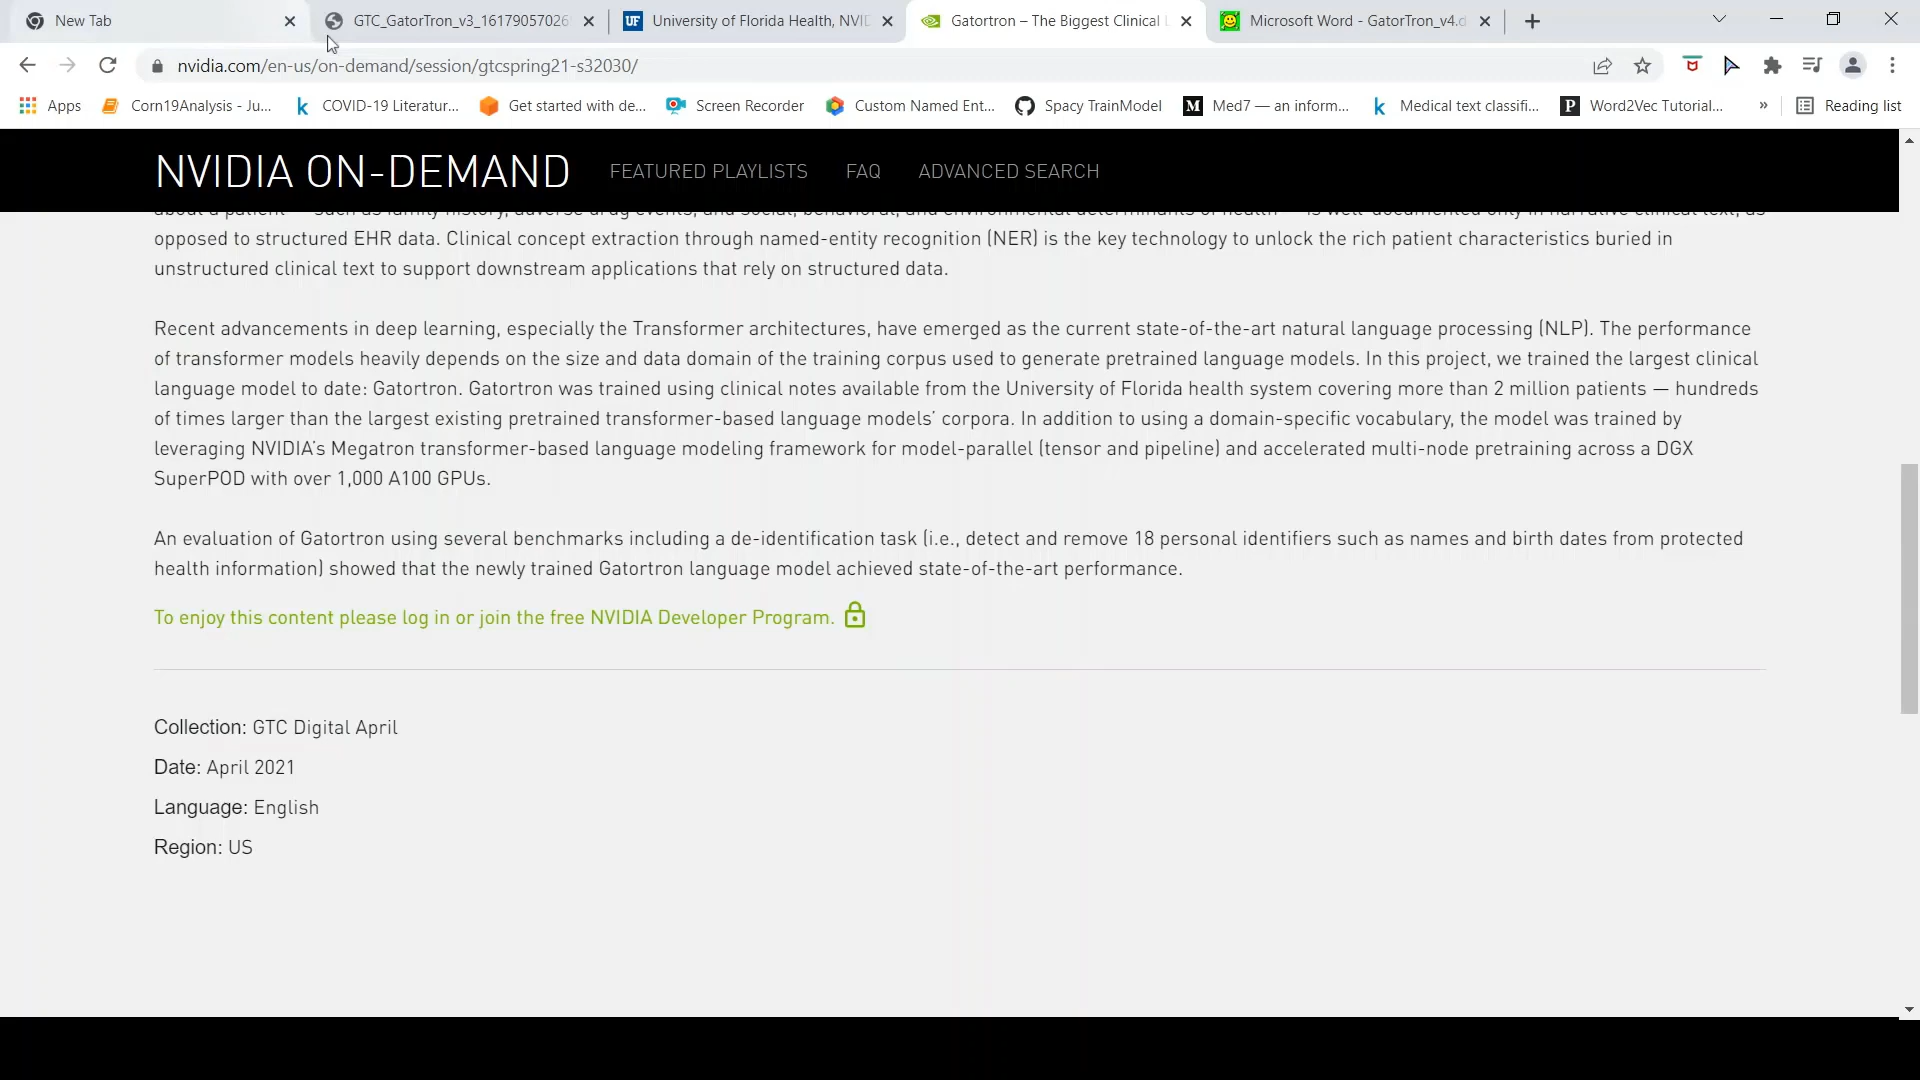 New Tab
GTC_GatorTron_v3_1617905702
University of Florida Health, NVI
Gatortron – The Biggest Clinical
Microsoft Word - GatorTron_v4.d
nvidia.com/en-us/on-demand/session/gtcspring21-s32030/
Apps
Corn19Analysis - Ju...
COVID-19 Literatur...
Get started with de...
Screen Recorder
Custom Named Ent...
Spacy TrainModel
Med7 — an inform...
Medical text classifi...
Word2Vec Tutorial...
»
Reading list
NVIDIA ON-DEMAND
FEATURED PLAYLISTS
FAQ
ADVANCED SEARCH
about a patient — such as family history, adverse drug events, and social, behavioral, and environmental determinants of health — is well-documented only in narrative clinical text, as
opposed to structured EHR data. Clinical concept extraction through named-entity recognition (NER) is the key technology to unlock the rich patient characteristics buried in
unstructured clinical text to support downstream applications that rely on structured data.
Recent advancements in deep learning, especially the Transformer architectures, have emerged as the current state-of-the-art natural language processing (NLP). The performance
of transformer models heavily depends on the size and data domain of the training corpus used to generate pretrained language models. In this project, we trained the largest clinical
language model to date: Gatortron. Gatortron was trained using clinical notes available from the University of Florida health system covering more than 2 million patients — hundreds
of times larger than the largest existing pretrained transformer-based language models' corpora. In addition to using a domain-specific vocabulary, the model was trained by
leveraging NVIDIA's Megatron transformer-based language modeling framework for model-parallel (tensor and pipeline) and accelerated multi-node pretraining across a DGX
SuperPOD with over 1,000 A100 GPUs.
An evaluation of Gatortron using several benchmarks including a de-identification task (i.e., detect and remove 18 personal identifiers such as names and birth dates from protected
health information) showed that the newly trained Gatortron language model achieved state-of-the-art performance.
To enjoy this content please log in or join the free NVIDIA Developer Program.
Collection: GTC Digital April
Date: April 2021
Language: English
Region: US